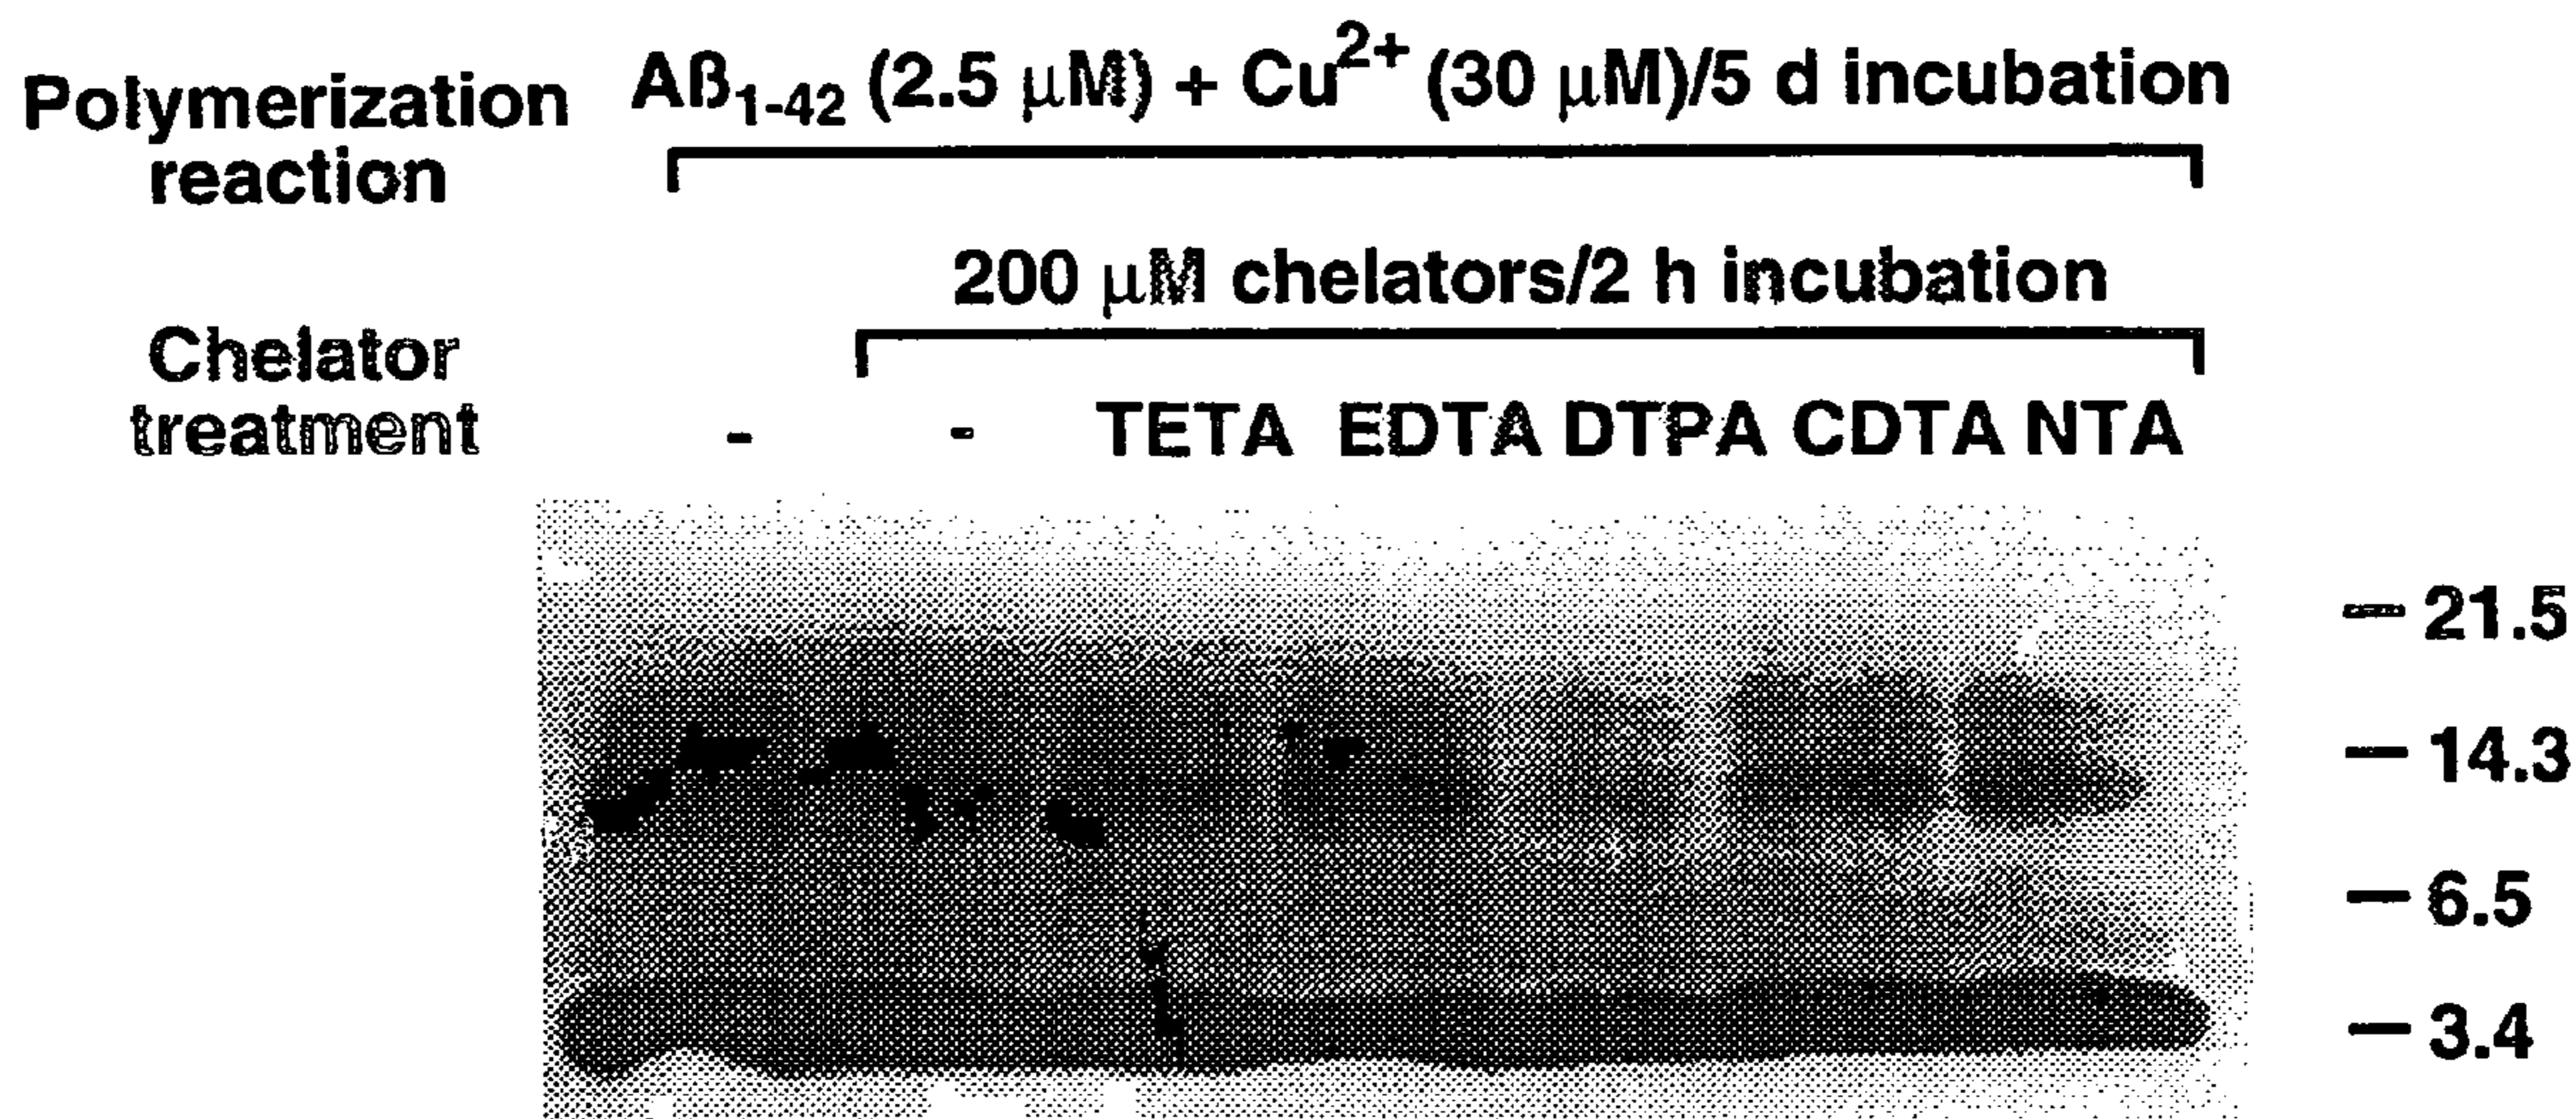 Polymerization
reaction
Aß1-42 (2.5 µM) + Cu2+ (30 µM)/5 d incubation
200 µM chelators/2 h incubation
Chelator
treatment
- - TETA EDTA DTPA CDTA NTA
– 21.5
– 14.3
– 6.5
– 3.4